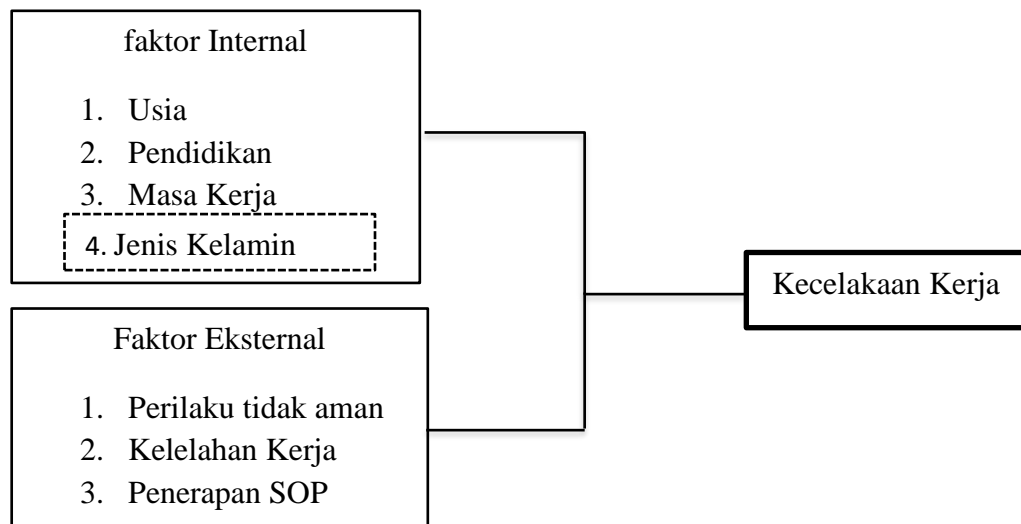 faktor Internal
1. Usia
2. Pendidikan
3. Masa Kerja
4. Jenis Kelamin
Faktor Eksternal
1. Perilaku tidak aman
2. Kelelahan Kerja
3. Penerapan SOP
Kecelakaan Kerja